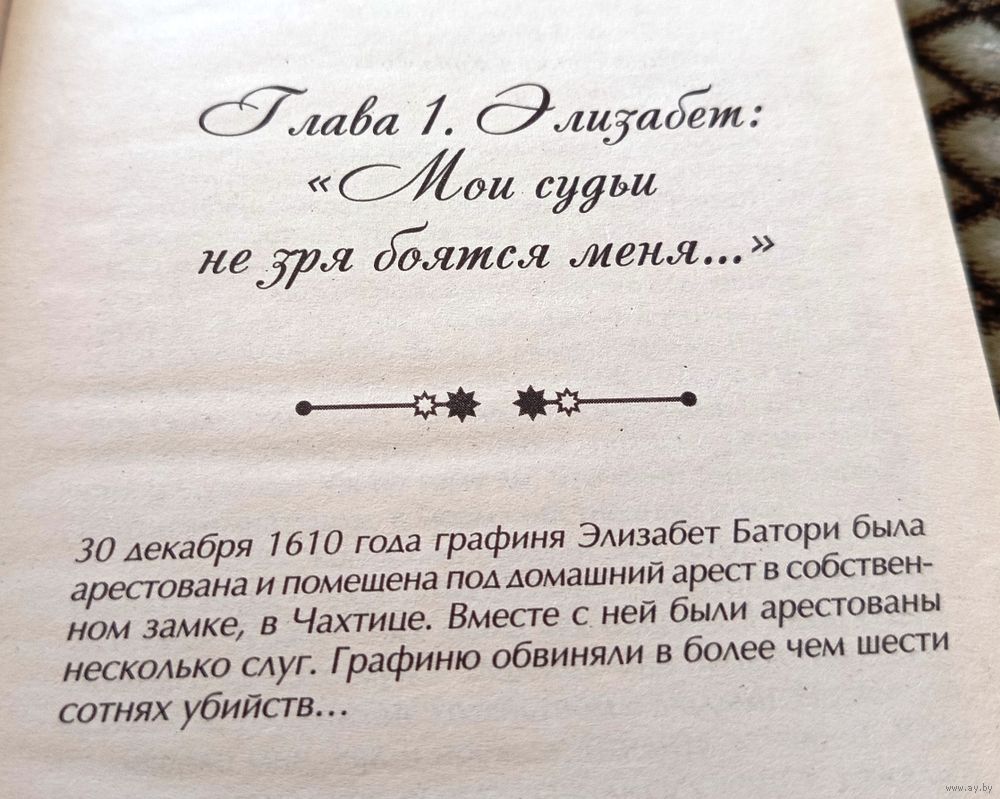 Глава 1. Элизабет:
«Мои судьи
не зря боятся меня...»
30 декабря 1610 года графиня Элизабет Батори была
арестована и помещена под домашний арест в собствен-
ном замке, в Чахтице. Вместе с ней были арестованы
несколько слуг. Графиню обвиняли в более чем шести
сотнях убийств...
www.ay.by